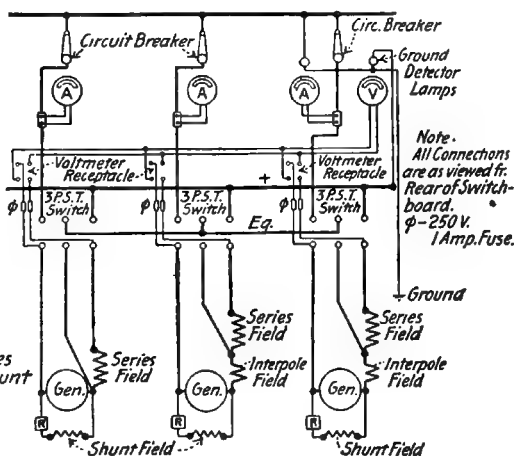 Circuit Breaker
Circ. Breaker
Ground
Detector
Lamps
A
A
A
V
Note.
All Connections
are as viewed fr.
Rear of Switch-
board.
φ-250 V.
1 Amp. Fuse.
Voltmeter
Receptacle
Voltmeter
Receptacle
+
φ
3.P.S.T.
Switch
φ
3.P.S.T.
Switch
φ
3.P.S.T.
Switch
Eq.
Ground
Series
Field
Series
Field
Series
Field
Interpole
Field
Interpole
Field
es
unt
Gen.
Gen.
Gen.
R
R
R
Shunt Field
Shunt Field